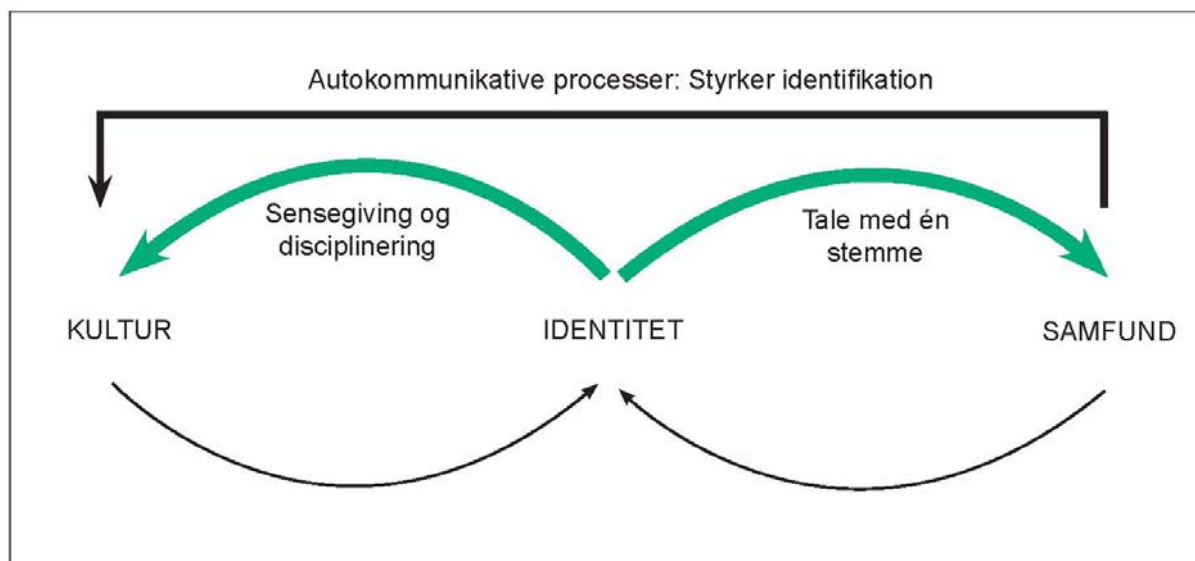 Autokommunikative processer: Styrker identifikation
Sensegiving og
disciplinering
Tale med én
stemme
KULTUR
IDENTITET
SAMFUND